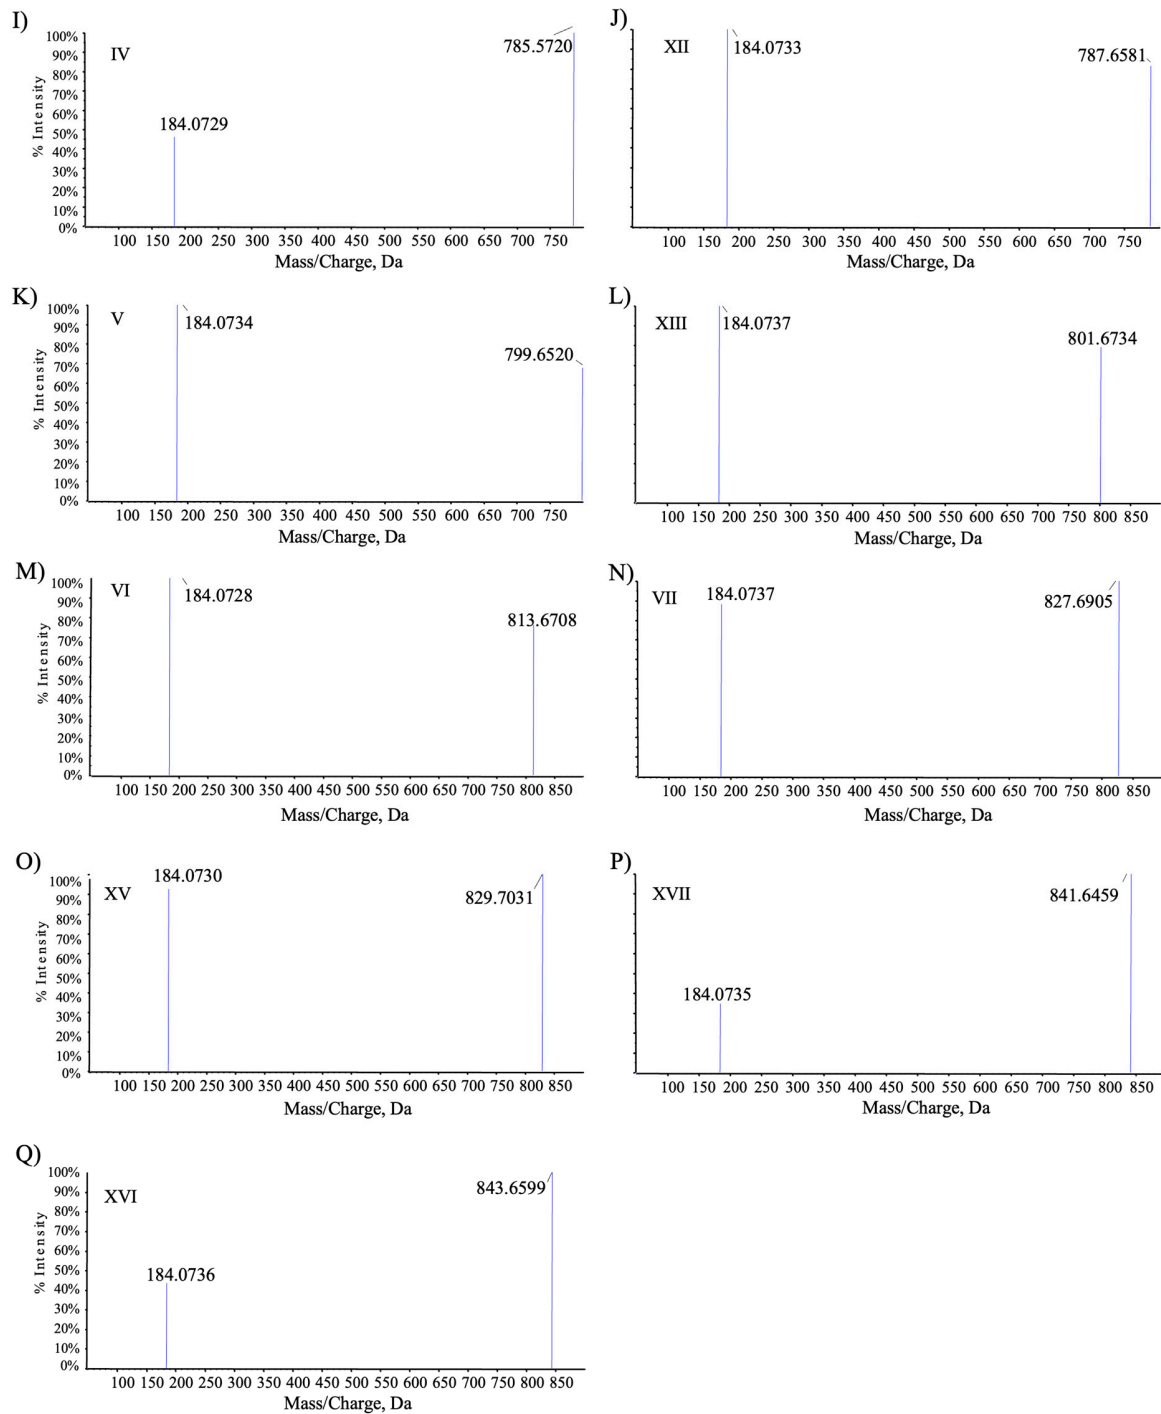 I)
IV
785.5720
184.0729
% Intensity
100%
90%
80%
70%
60%
50%
40%
30%
20%
10%
0%
100 150 200 250 300 350 400 450 500 550 600 650 700 750
Mass/Charge, Da
J)
XII
184.0733
787.6581
100 150 200 250 300 350 400 450 500 550 600 650 700 750
Mass/Charge, Da
K)
V
184.0734
799.6520
% Intensity
100%
90%
80%
70%
60%
50%
40%
30%
20%
10%
0%
100 150 200 250 300 350 400 450 500 550 600 650 700 750
Mass/Charge, Da
L)
XIII
184.0737
801.6734
100 150 200 250 300 350 400 450 500 550 600 650 700 750 800 850
Mass/Charge, Da
M)
VI
184.0728
813.6708
% Intensity
100%
90%
80%
70%
60%
50%
40%
30%
20%
10%
0%
100 150 200 250 300 350 400 450 500 550 600 650 700 750 800 850
Mass/Charge, Da
N)
VII
184.0737
827.6905
100 150 200 250 300 350 400 450 500 550 600 650 700 750 800 850
Mass/Charge, Da
O)
XV
184.0730
829.7031
% Intensity
100%
90%
80%
70%
60%
50%
40%
30%
20%
10%
0%
100 150 200 250 300 350 400 450 500 550 600 650 700 750 800 850
Mass/Charge, Da
P)
XVII
841.6459
184.0735
100 150 200 250 300 350 400 450 500 550 600 650 700 750 800 850
Mass/Charge, Da
Q)
XVI
843.6599
184.0736
% Intensity
100%
90%
80%
70%
60%
50%
40%
30%
20%
10%
0%
100 150 200 250 300 350 400 450 500 550 600 650 700 750 800 850
Mass/Charge, Da